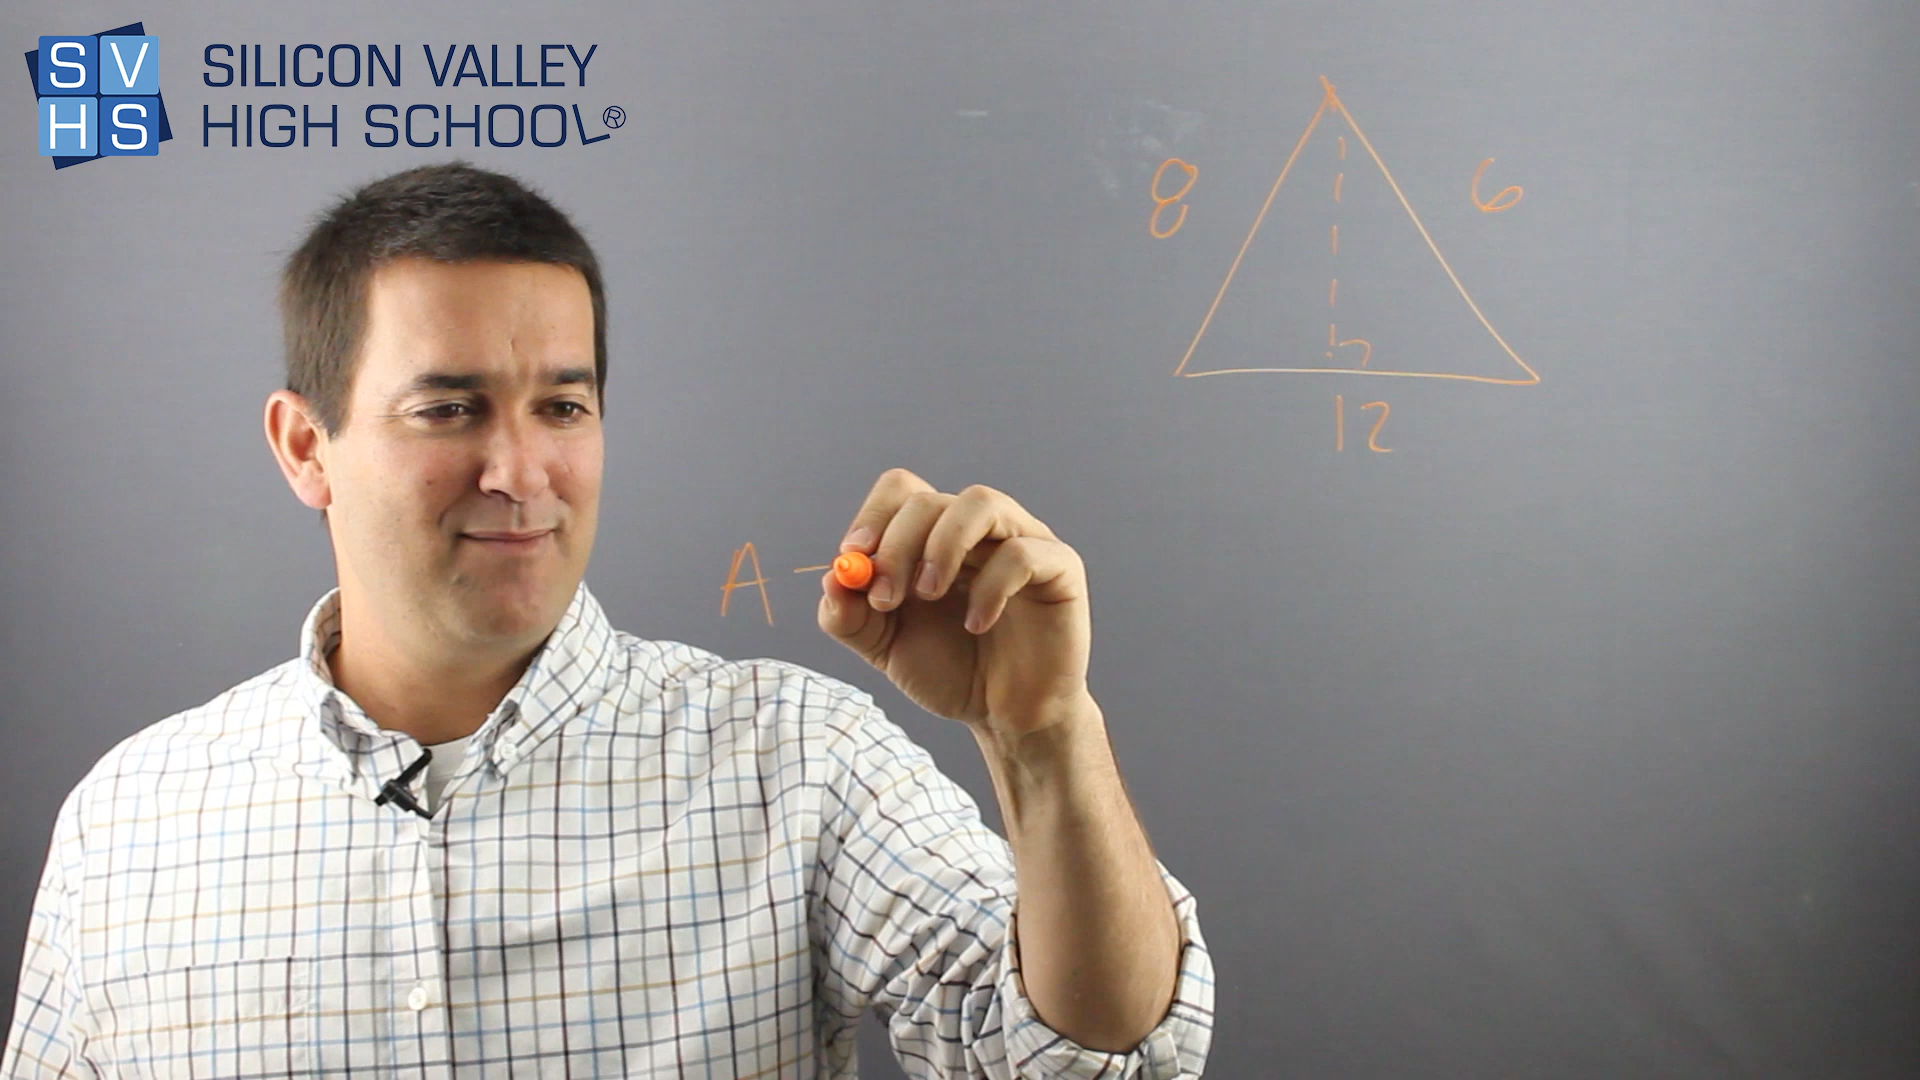 SVHS
SILICON VALLEY
HIGH SCHOOL®
8
6
12
A –